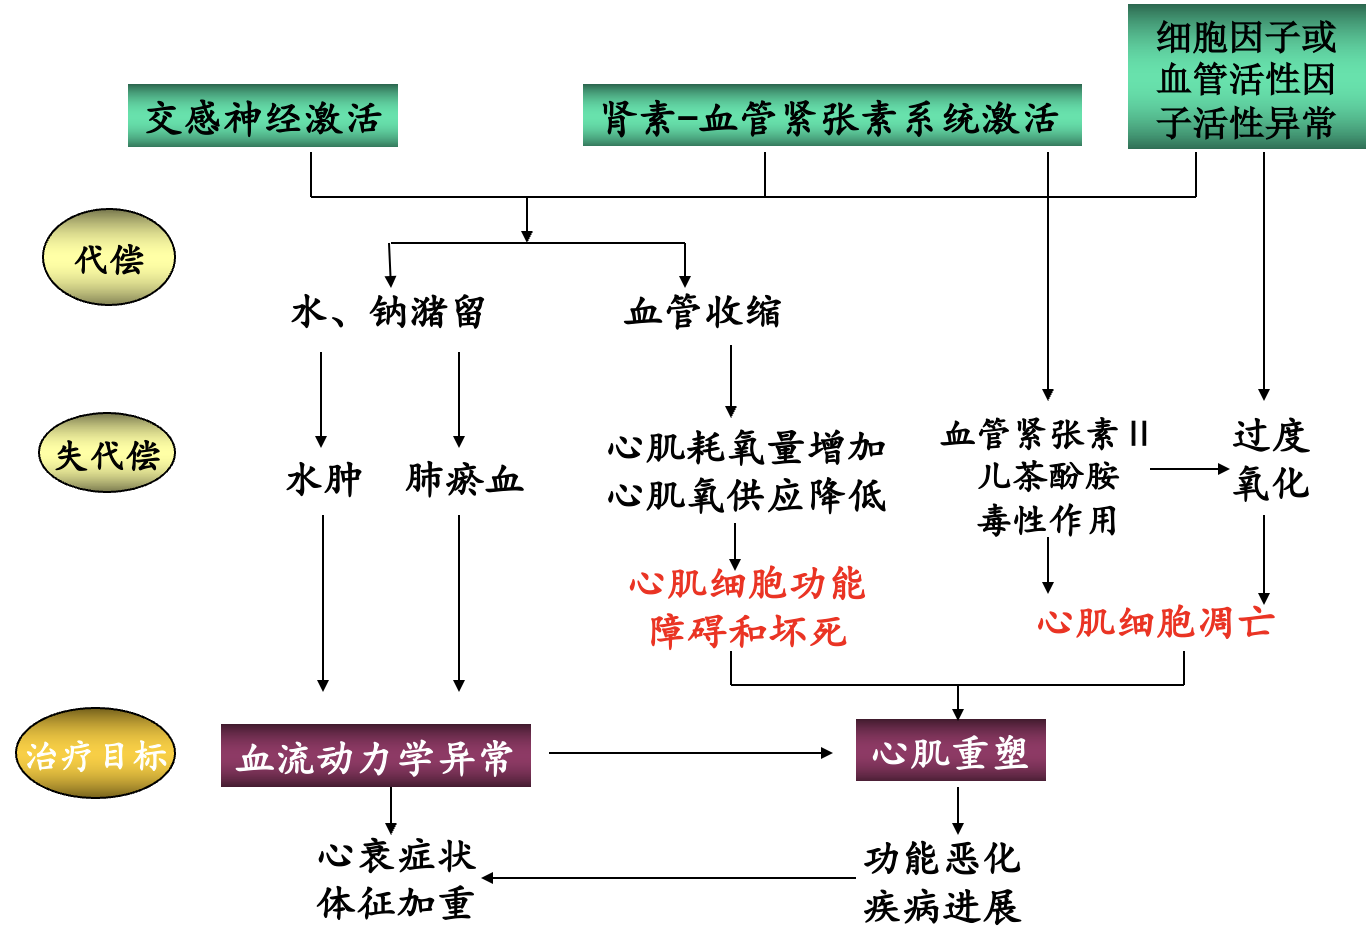 细胞因子或
血管活性因
子活性异常
交感神经激活
肾素-血管紧张素系统激活
代偿
水、钠潴留
血管收缩
失代偿
水肿
肺瘀血
心肌耗氧量增加
心肌氧供应降低
血管紧张素 II
儿茶酚胺
毒性作用
过度
氧化
心肌细胞功能
障碍和坏死
心肌细胞凋亡
治疗目标
血流动力学异常
心肌重塑
心衰症状
体征加重
功能恶化
疾病进展